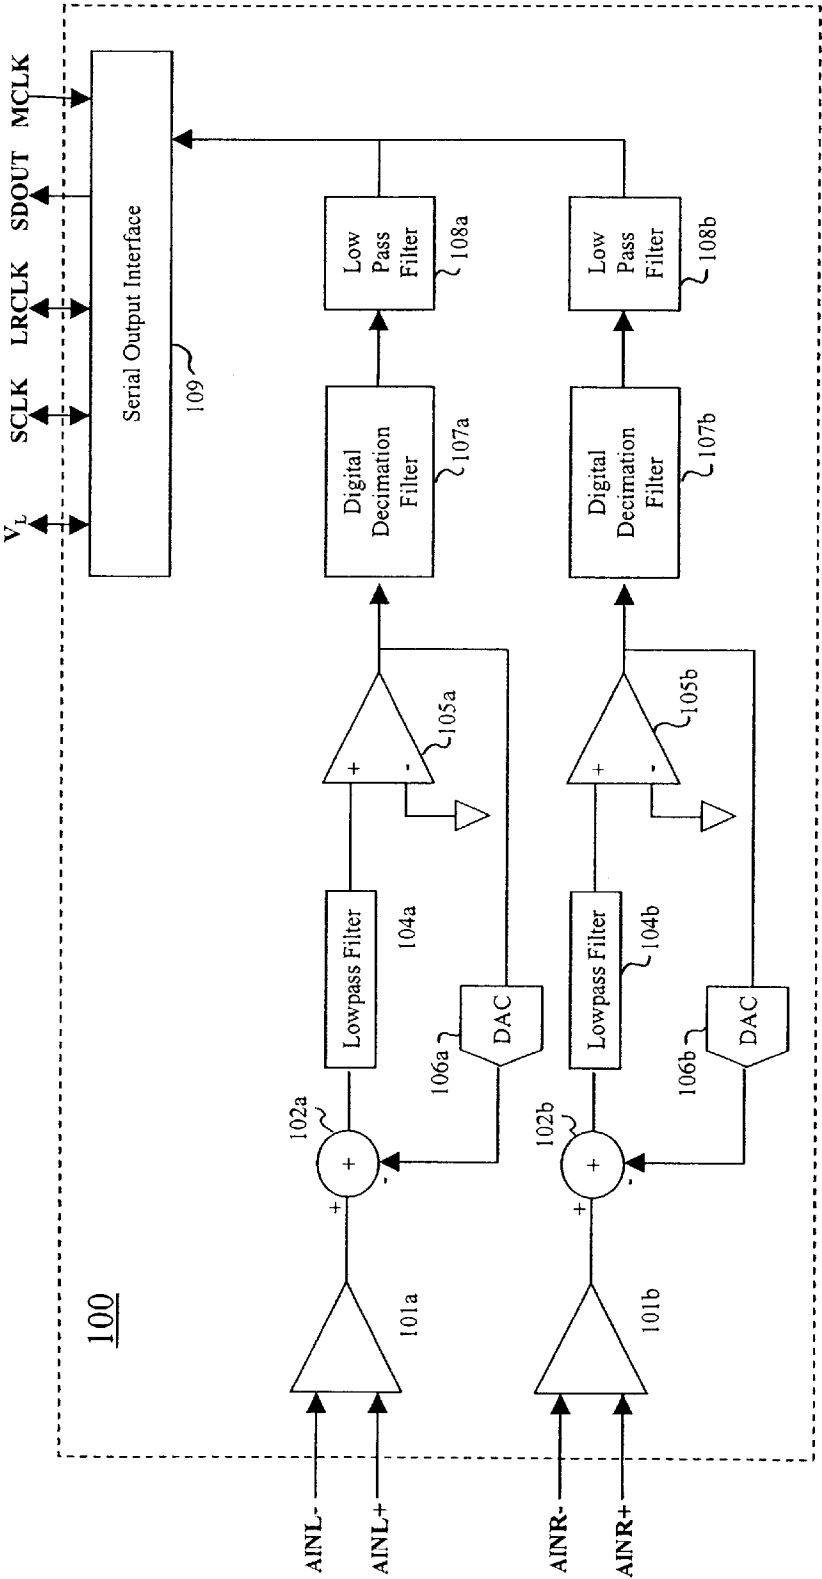 100
V_L
SCLK
LRCLK
SDOUT
MCLK
Serial Output Interface
109
AINL-
AINL+
101a
+
+
-
102a
Lowpass Filter
104a
DAC
106a
+
-
105a
Digital
Decimation
Filter
107a
Low
Pass
Filter
108a
AINR-
AINR+
101b
+
+
-
102b
Lowpass Filter
104b
DAC
106b
+
-
105b
Digital
Decimation
Filter
107b
Low
Pass
Filter
108b